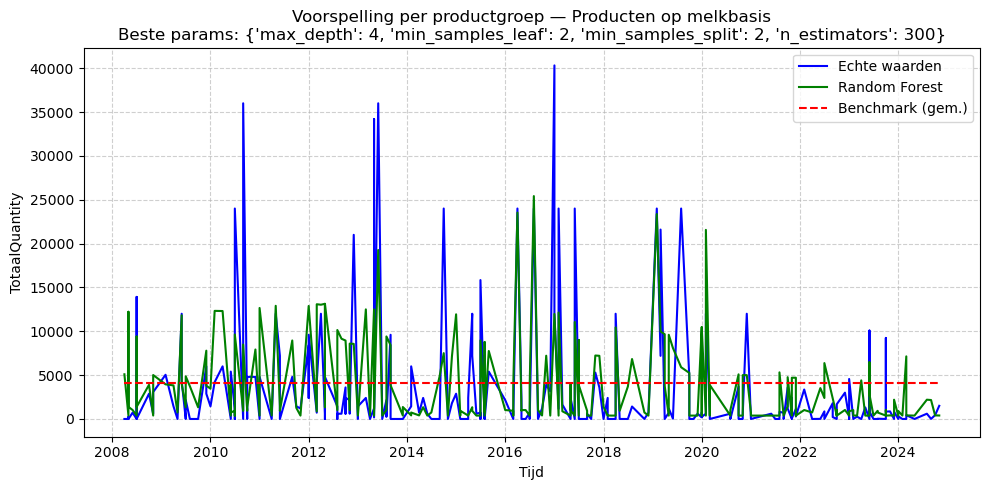 Voorspelling per productgroep — Producten op melkbasis
Beste params: {'max_depth': 4, 'min_samples_leaf': 2, 'min_samples_split': 2, 'n_estimators': 300}
Echte waarden
Random Forest
Benchmark (gem.)
TotaalQuantity
40000
35000
30000
25000
20000
15000
10000
5000
0
2008
2010
2012
2014
2016
2018
2020
2022
2024
Tijd